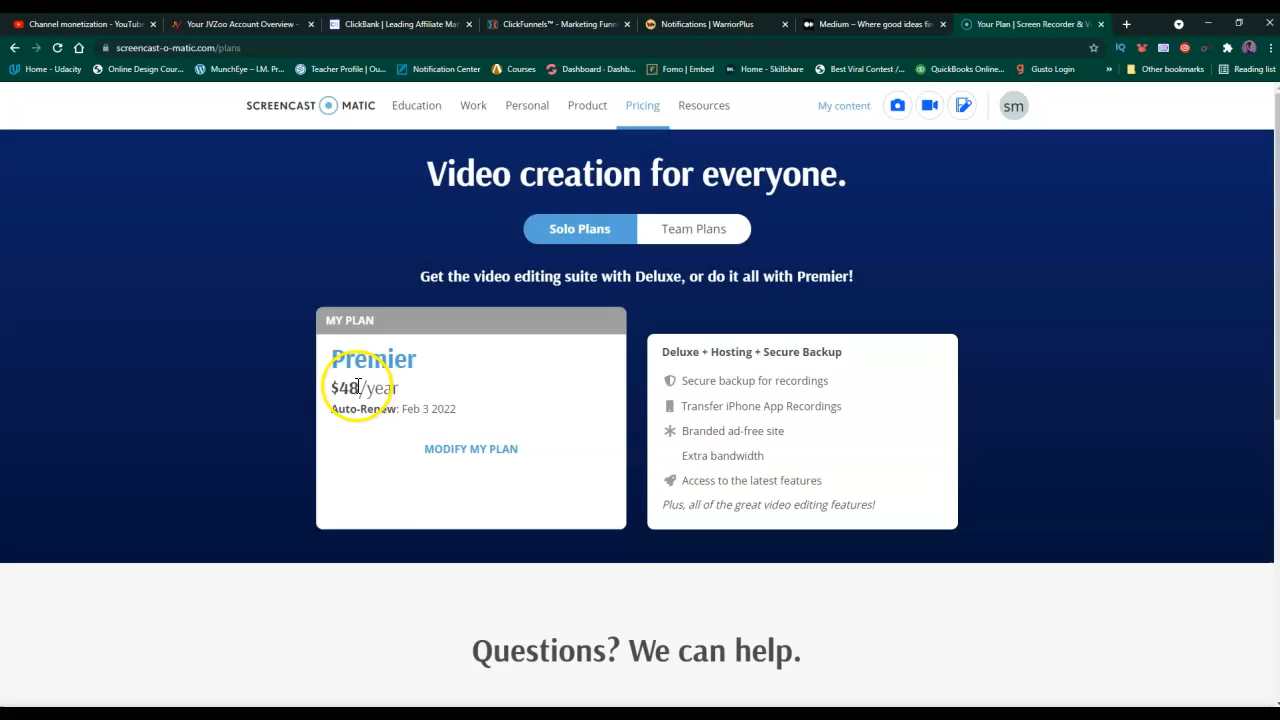 Channel monetization - YouTube
Your JVZoo Account Overview -
ClickBank | Leading Affiliate Mar
ClickFunnels™ - Marketing Funn
Notifications | WarriorPlus
Medium – Where good ideas fin
Your Plan | Screen Recorder & V
screencast-o-matic.com/plans
Home - Udacity
Online Design Cour...
MunchEye – I.M. Pr...
Teacher Profile | Ou...
Notification Center
Courses
Dashboard - Dashb...
Fomo | Embed
Home - Skillshare
Best Viral Contest /...
QuickBooks Online...
Gusto Login
»
Other bookmarks
Reading list
SCREENCAST O MATIC
Education
Work
Personal
Product
Pricing
Resources
My content
sm
Video creation for everyone.
Solo Plans
Team Plans
Get the video editing suite with Deluxe, or do it all with Premier!
MY PLAN
Premier
$48/year
Auto-Renew: Feb 3 2022
MODIFY MY PLAN
Deluxe + Hosting + Secure Backup
Secure backup for recordings
Transfer iPhone App Recordings
Branded ad-free site
Extra bandwidth
Access to the latest features
Plus, all of the great video editing features!
Questions? We can help.